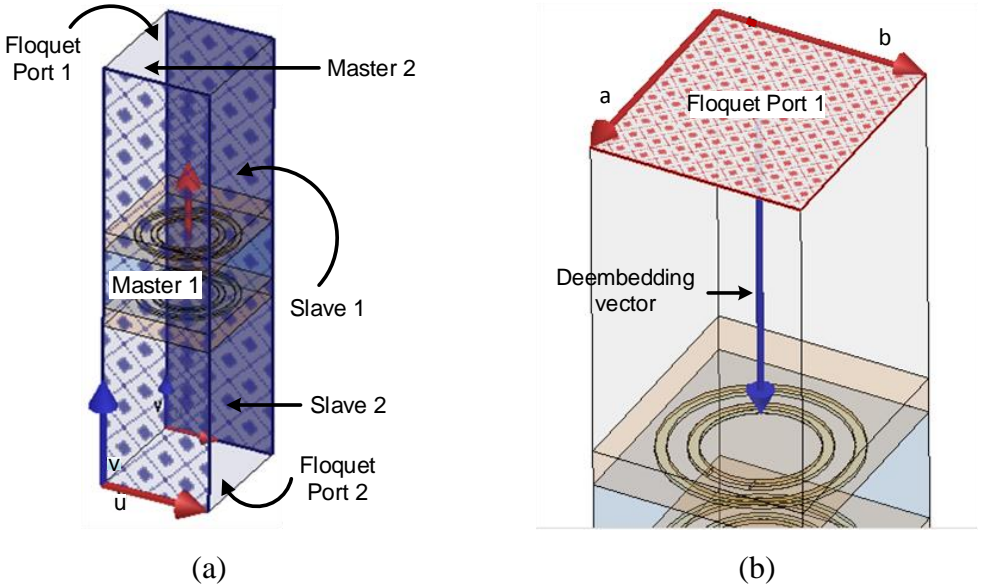 Floquet
Port 1
Master 2
Master 1
Slave 1
Slave 2
Floquet
Port 2
v
v
u
(a)
b
a
Floquet Port 1
Deembedding
vector
(b)